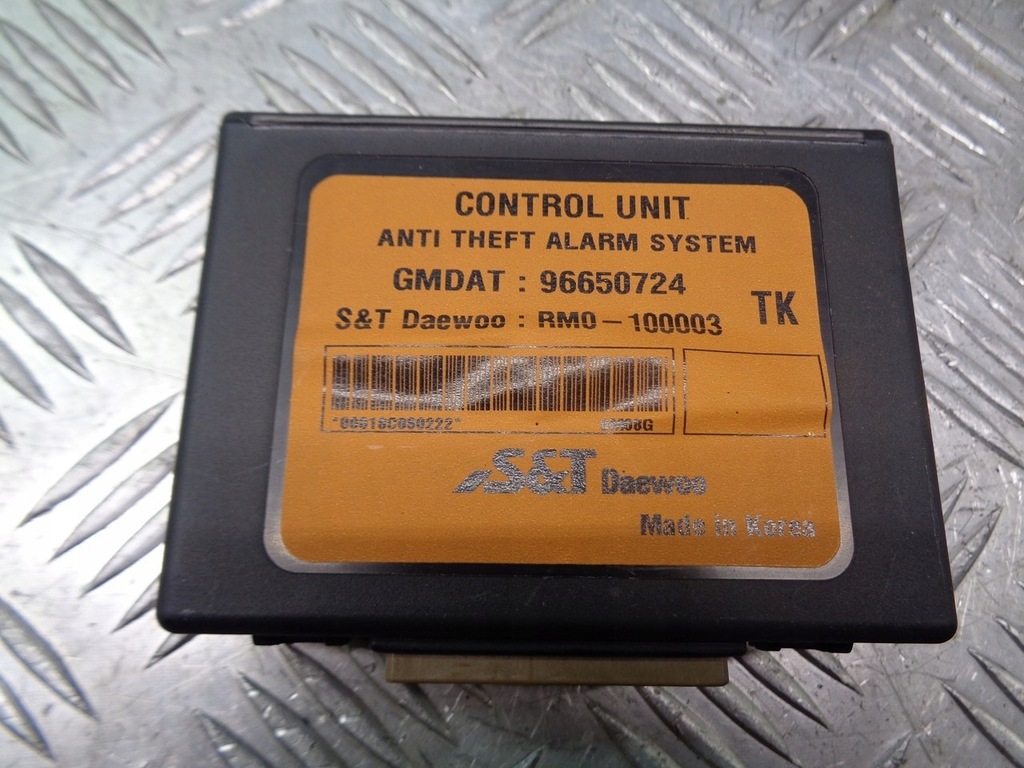 CONTROL UNIT
ANTI THEFT ALARM SYSTEM
GMDAT : 96650724
S&T Daewoo : RM0-100003
TK
S&T Daewoo
Made in Korea